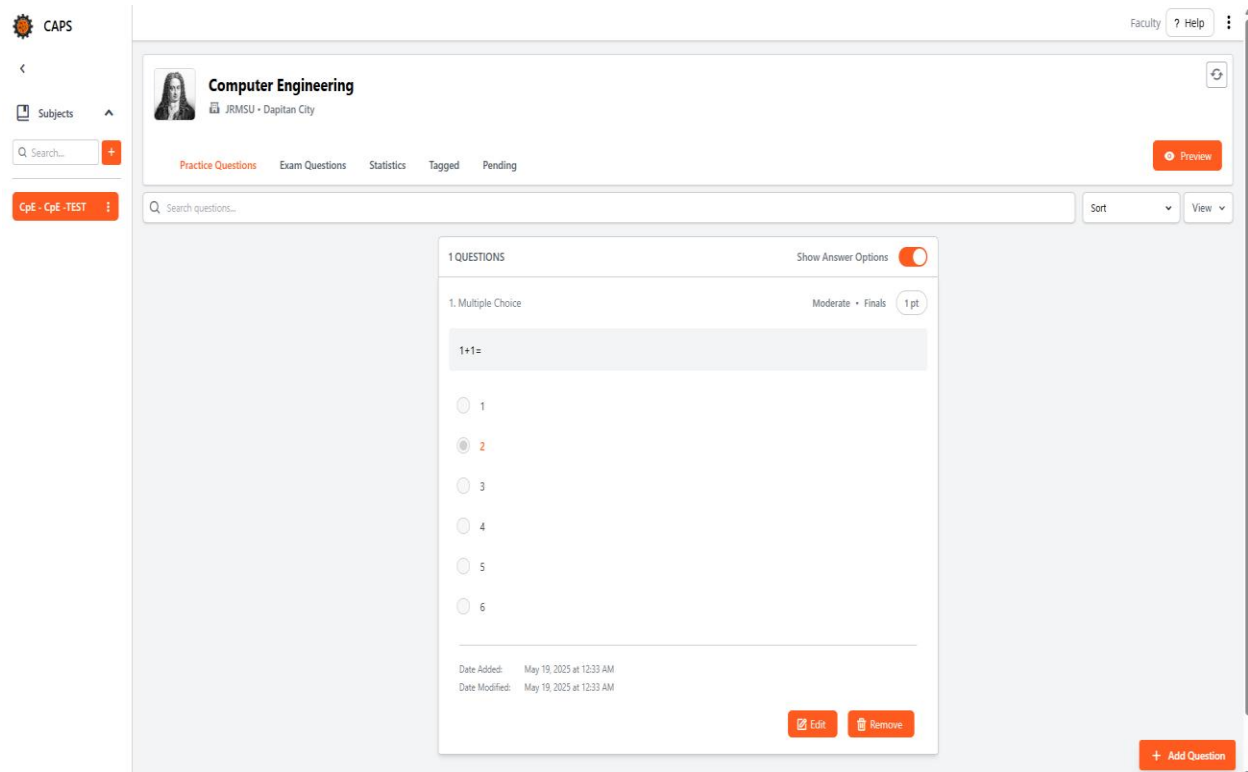 CAPS
Faculty ? Help
Computer Engineering
JRMSU • Dapitan City
Subjects
Search...
+
Practice Questions Exam Questions Statistics Tagged Pending
Preview
CpE - CpE -TEST
Search questions...
Sort
View
1 QUESTIONS
Show Answer Options
1. Multiple Choice
Moderate • Finals 1 pt
1+1=
1
2
3
4
5
6
Date Added: May 19, 2025 at 12:33 AM
Date Modified: May 19, 2025 at 12:33 AM
Edit Remove
+ Add Question